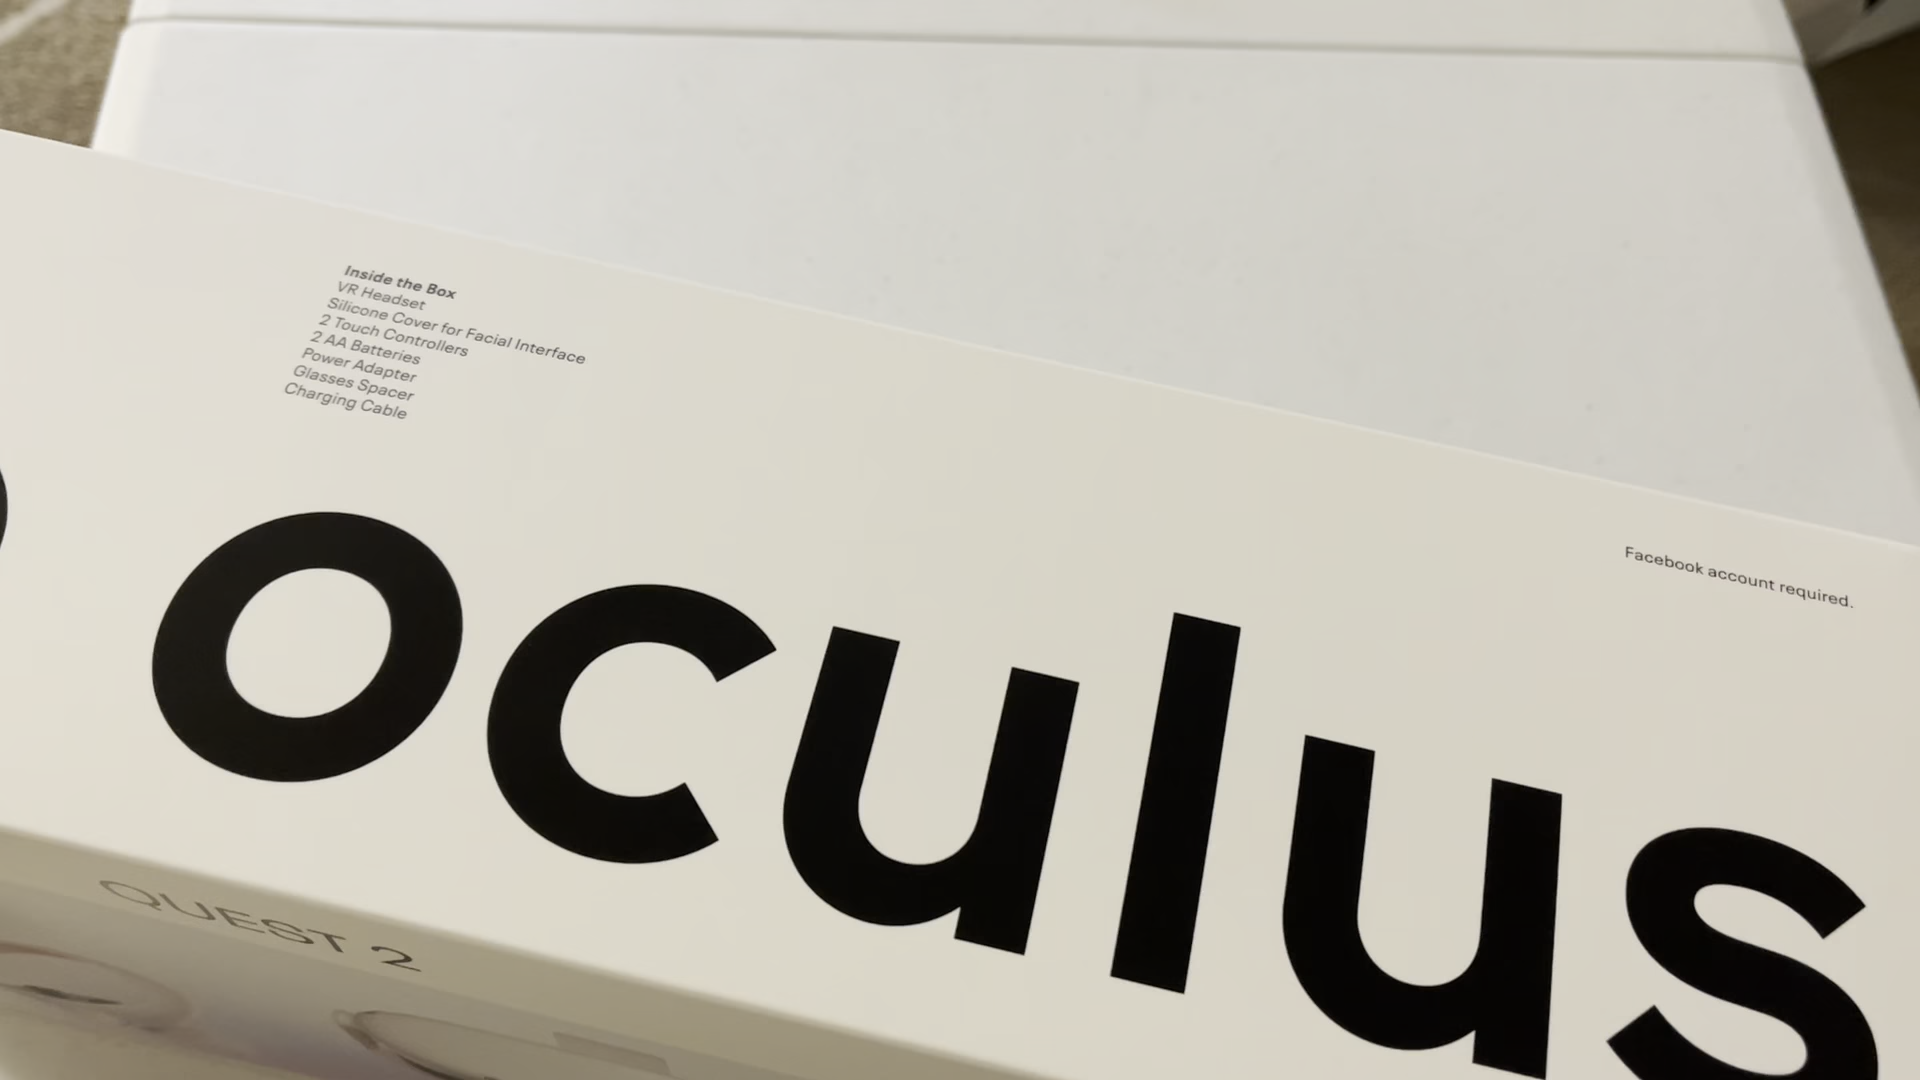 Inside the Box
VR Headset
Silicone Cover for Facial Interface
2 Touch Controllers
2 AA Batteries
Power Adapter
Glasses Spacer
Charging Cable
Facebook account required.
oculus
QUEST 2